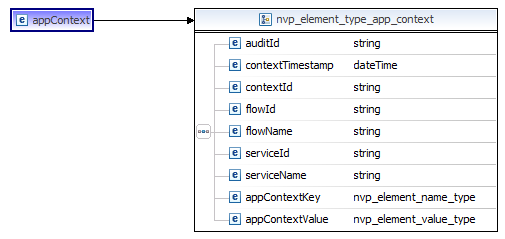 e appContext
nvp_element_type_app_context
e auditId string
e contextTimestamp dateTime
e contextId string
e flowId string
e flowName string
e serviceId string
e serviceName string
e appContextKey nvp_element_name_type
e appContextValue nvp_element_value_type